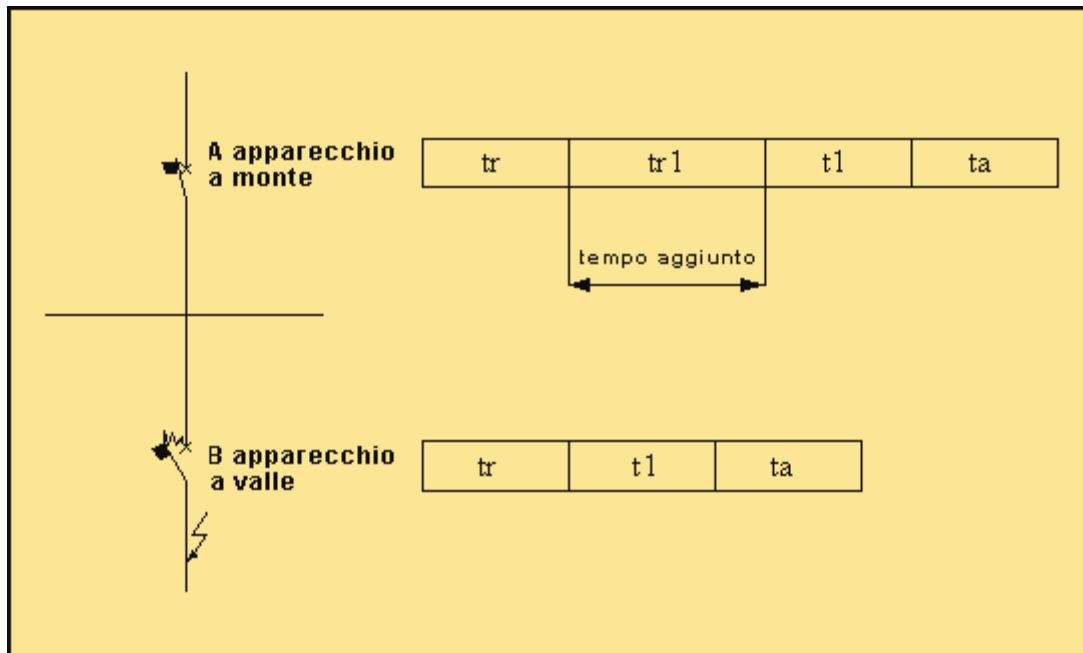 A apparecchio
a monte
tr
tr1
t1
ta
tempo aggiunto
B apparecchio
a valle
tr
t1
ta